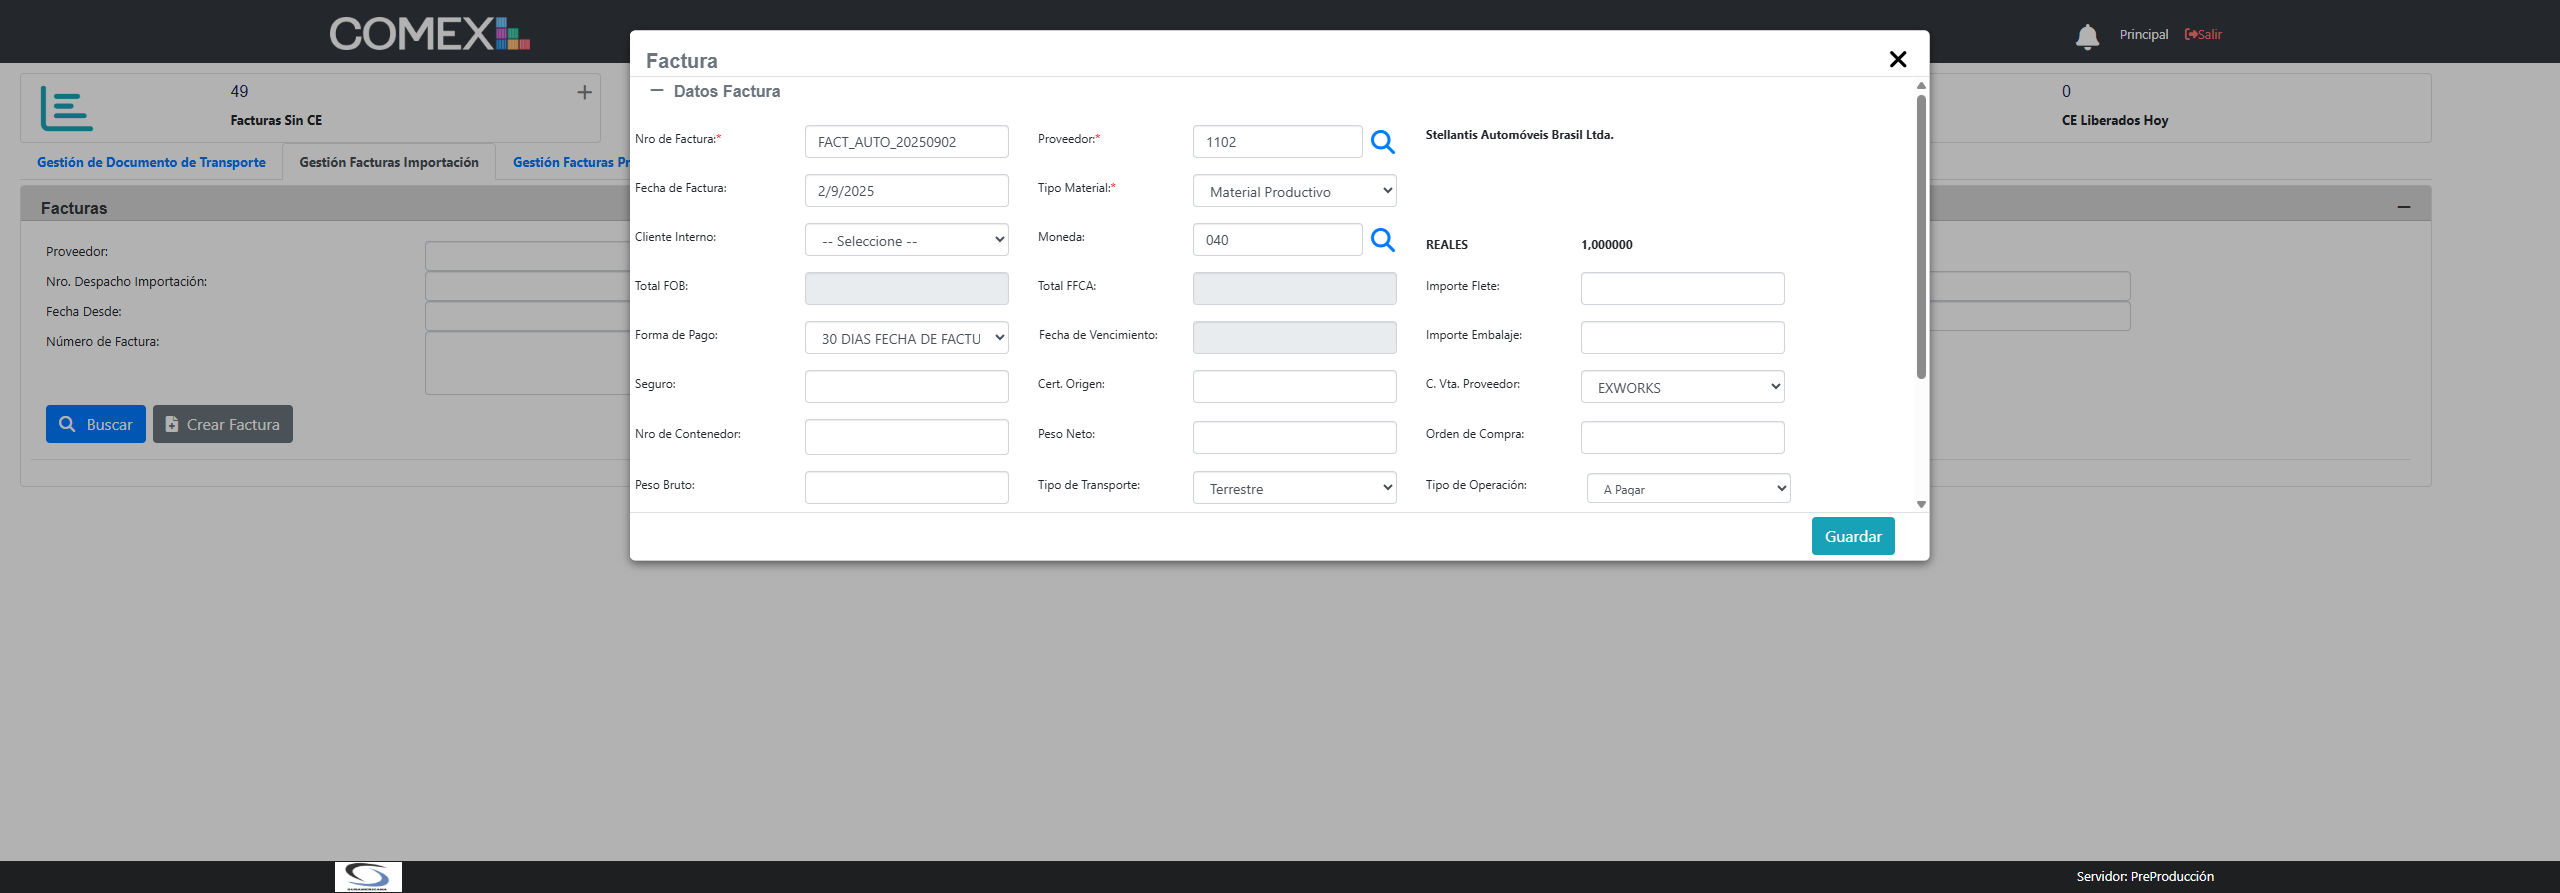 COMEX
Principal
Salir
49
Facturas Sin CE
0
CE Liberados Hoy
Gestión de Documento de Transporte
Gestión Facturas Importación
Gestión Facturas Pr
Facturas
Proveedor:
Nro. Despacho Importación:
Fecha Desde:
Número de Factura:
Buscar
Crear Factura
Factura
Datos Factura
Nro de Factura:* FACT_AUTO_20250902 Proveedor:* 1102 Stellantis Automóveis Brasil Ltda.
Fecha de Factura: 2/9/2025 Tipo Material:* Material Productivo
Cliente Interno: -- Seleccione -- Moneda: 040 REALES 1,000000
Total FOB: Total FFCA: Importe Flete:
Forma de Pago: 30 DIAS FECHA DE FACTU Fecha de Vencimiento: Importe Embalaje:
Seguro: Cert. Origen: C. Vta. Proveedor: EXWORKS
Nro de Contenedor: Peso Neto: Orden de Compra:
Peso Bruto: Tipo de Transporte: Terrestre Tipo de Operación: A Pagar
Guardar
Servidor: PreProducción